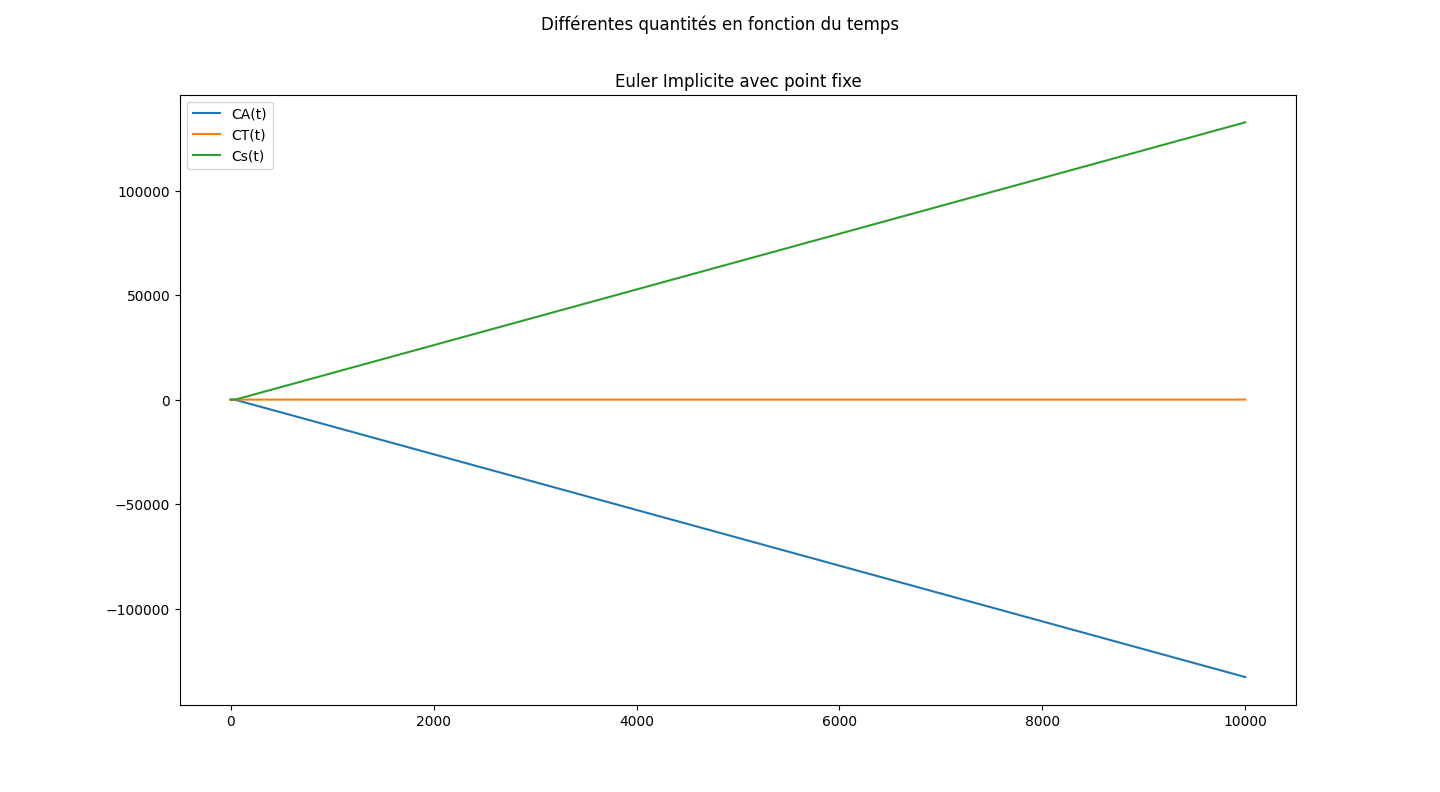 Différentes quantités en fonction du temps
Euler Implicite avec point fixe
CA(t)
CT(t)
Cs(t)
100000
50000
0
−50000
−100000
0 2000 4000 6000 8000 10000